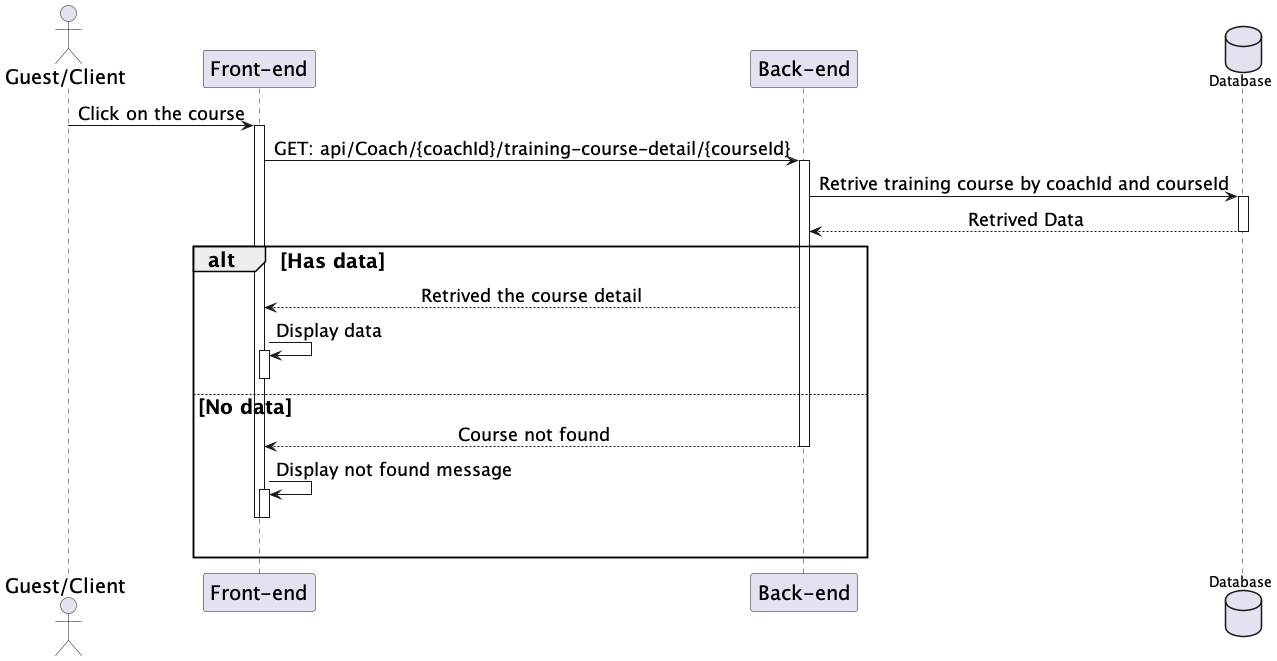 Guest/Client
Front-end
Back-end
Database
Click on the course
GET: api/Coach/{coachId}/training-course-detail/{courseId}
Retrive training course by coachId and courseId
Retrived Data
alt
[Has data]
Retrived the course detail
Display data
[No data]
Course not found
Display not found message
Guest/Client
Front-end
Back-end
Database